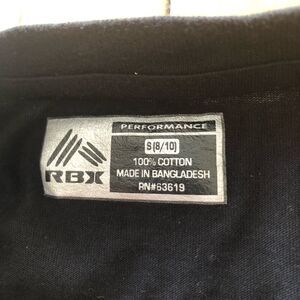 PERFORMANCE
S(8/10)
100% COTTON
MADE IN BANGLADESH
RN#63619
RBX